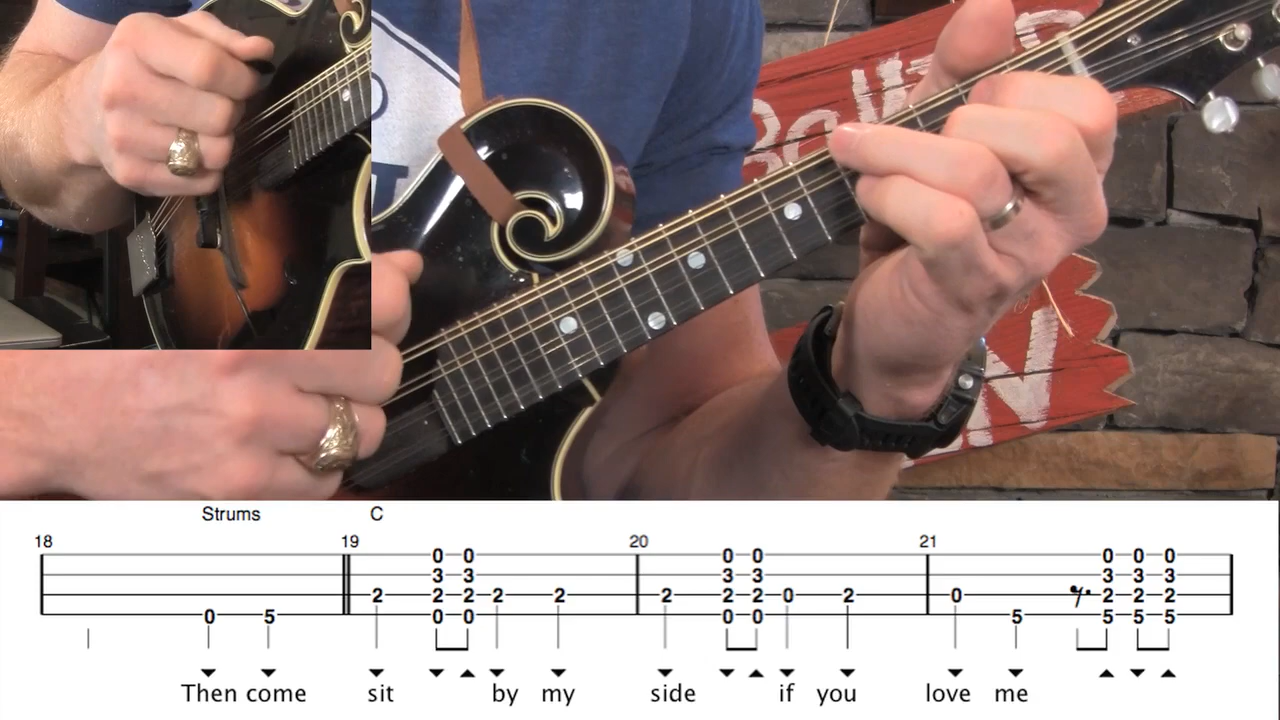 Strums C
18 19 20 21
0 0 0 0 0 0 0
3 3 3 3 3 3 3
2 2 2 2 2 2 2 2 0 2 0 2 2 2
0 5 0 0 0 0 5 5 5 5
Then come sit by my side if you love me